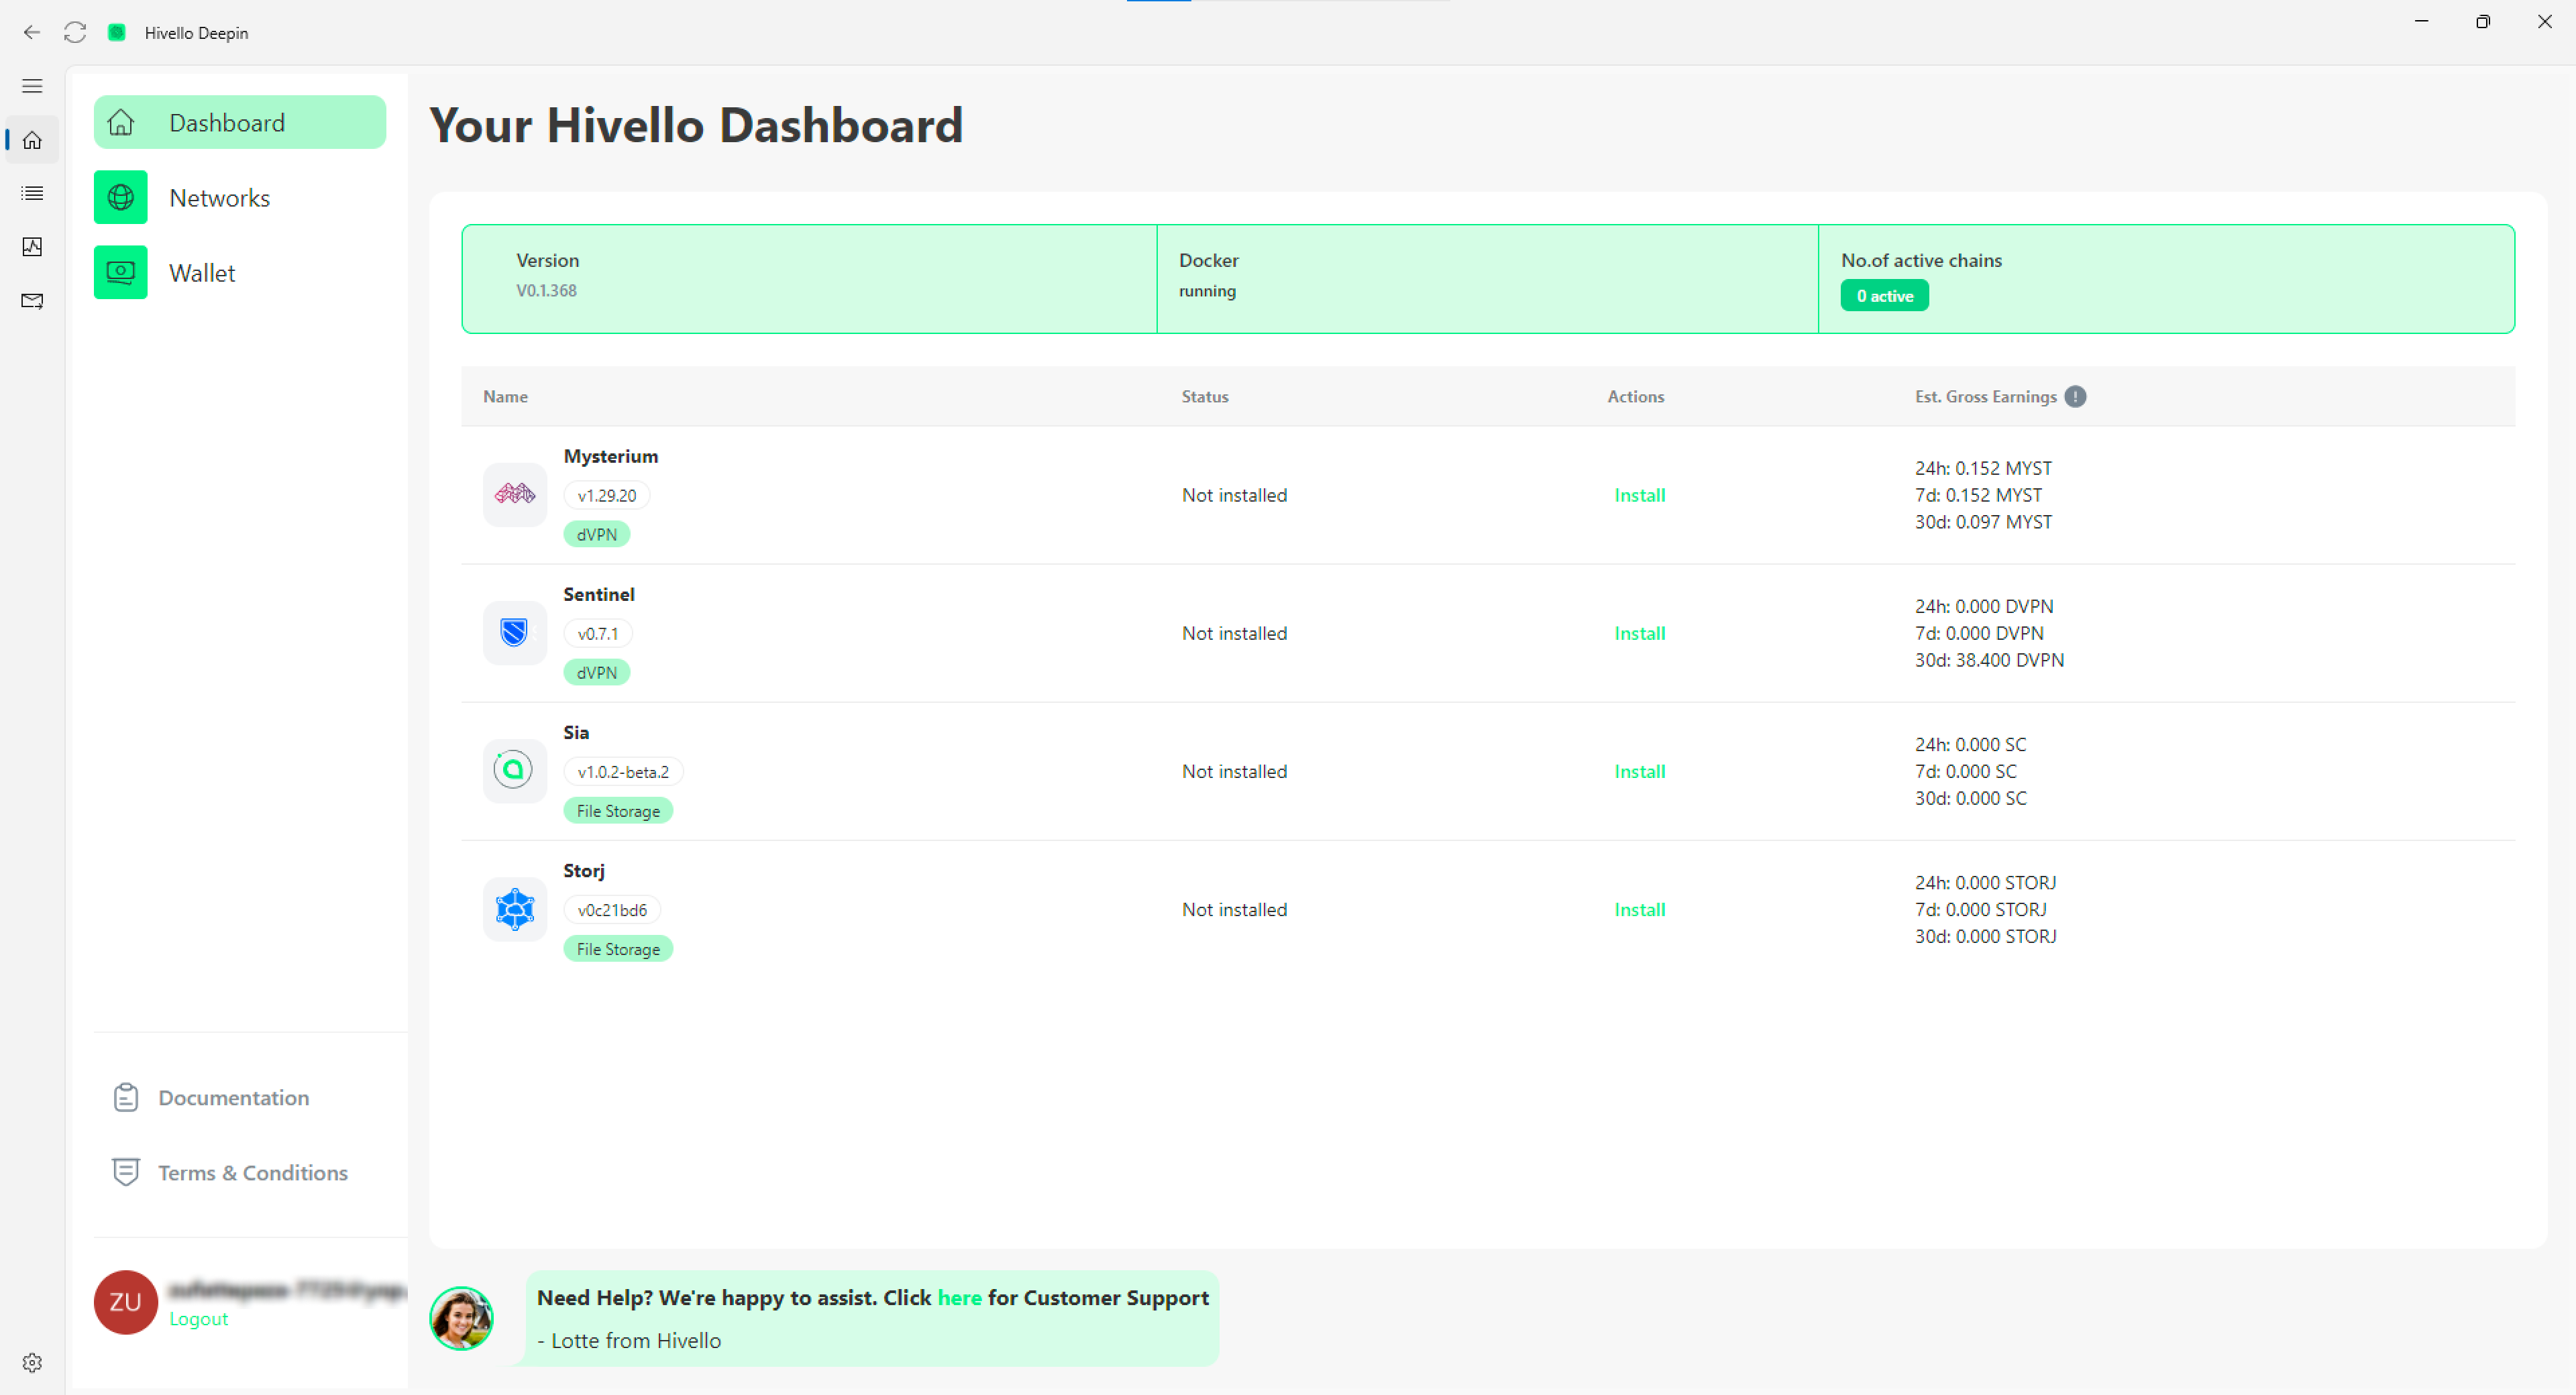 Hivello Deepin
Dashboard
Networks
Wallet
Documentation
Terms & Conditions
ZU
Logout
Your Hivello Dashboard
Version
V0.1.368
Docker
running
No.of active chains
0 active
Name
Status
Actions
Est. Gross Earnings !
Mysterium
v1.29.20
dVPN
Not installed
Install
24h: 0.152 MYST
7d: 0.152 MYST
30d: 0.097 MYST
Sentinel
v0.7.1
dVPN
Not installed
Install
24h: 0.000 DVPN
7d: 0.000 DVPN
30d: 38.400 DVPN
Sia
v1.0.2-beta.2
File Storage
Not installed
Install
24h: 0.000 SC
7d: 0.000 SC
30d: 0.000 SC
Storj
v0c21bd6
File Storage
Not installed
Install
24h: 0.000 STORJ
7d: 0.000 STORJ
30d: 0.000 STORJ
Need Help? We're happy to assist. Click here for Customer Support
- Lotte from Hivello